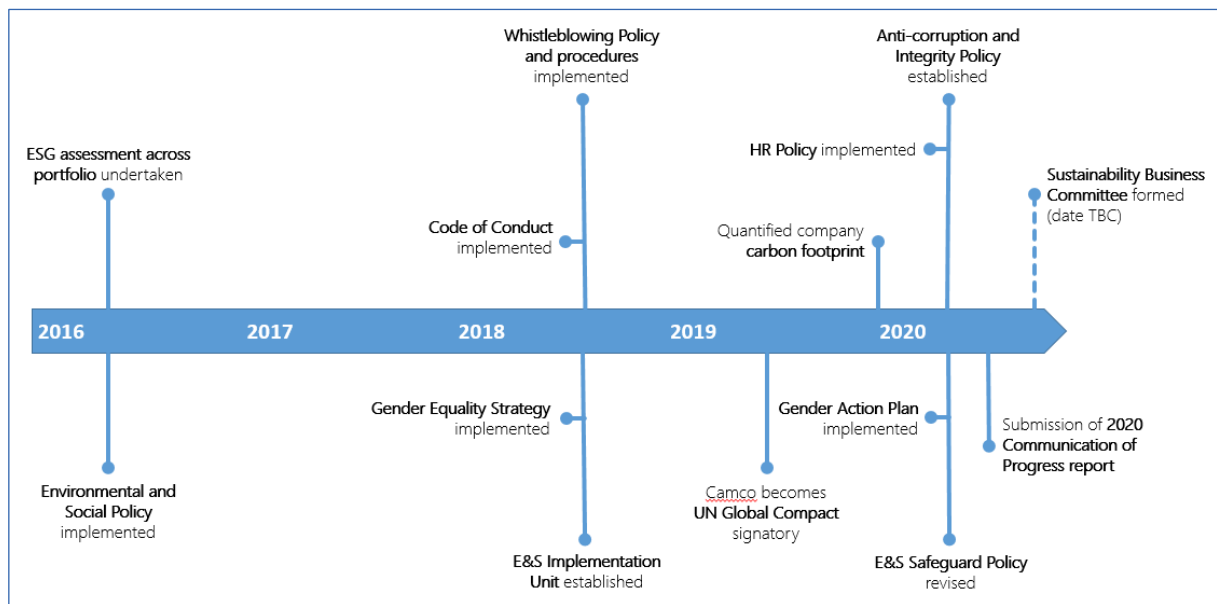 Whistleblowing Policy
and procedures
implemented
Anti-corruption and
Integrity Policy
established
ESG assessment across
portfolio undertaken
HR Policy implemented
Sustainability Business
Committee formed
(date TBC)
Code of Conduct
implemented
Quantified company
carbon footprint
2016
2017
2018
2019
2020
Gender Equality Strategy
implemented
Gender Action Plan
implemented
Submission of 2020
Communication of
Progress report
Environmental and
Social Policy
implemented
Camco becomes
UN Global Compact
signatory
E&S Implementation
Unit established
E&S Safeguard Policy
revised